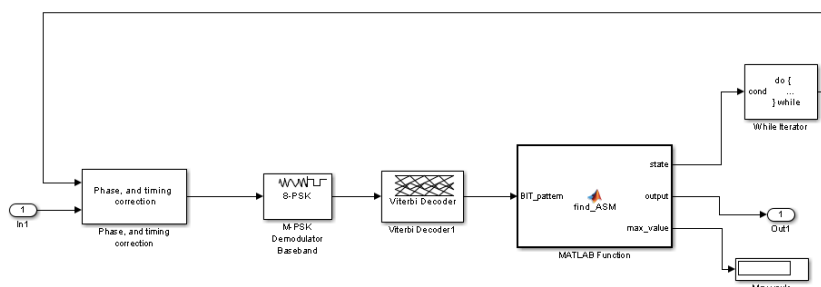 do {
cond ...
} while
While Iterator
state
Phase, and timing
correction
8-PSK
Viterbi Decoder
BIT_pattern
find_ASM
output
max_value
1
In1
Phase, and timing
correction
M-PSK
Demodulator
Baseband
Viterbi Decoder1
MATLAB Function
1
Out1